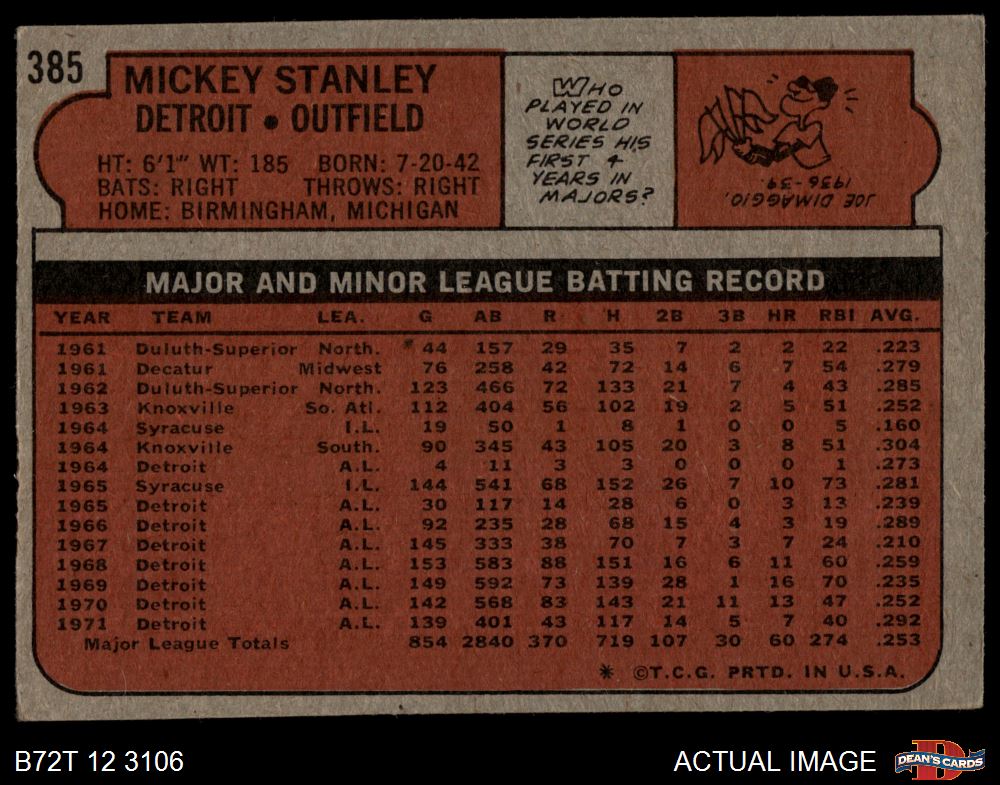 385
MICKEY STANLEY
DETROIT • OUTFIELD
HT: 6'1" WT: 185 BORN: 7-20-42
BATS: RIGHT THROWS: RIGHT
HOME: BIRMINGHAM, MICHIGAN
WHO
PLAYED IN
WORLD
SERIES HIS
FIRST 4
YEARS IN
MAJORS?
JOE DIMAGGIO,
1936-39.
MAJOR AND MINOR LEAGUE BATTING RECORD
YEAR TEAM LEA. G AB R H 2B 3B HR RBI AVG.
1961 Duluth-Superior North. 44 157 29 35 7 2 2 22 .223
1961 Decatur Midwest 76 258 42 72 14 6 7 54 .279
1962 Duluth-Superior North. 123 466 72 133 21 7 4 43 .285
1963 Knoxville So. Atl. 112 404 56 102 19 2 5 51 .252
1964 Syracuse I.L. 19 50 1 8 1 0 0 5 .160
1964 Knoxville South. 90 345 43 105 20 3 8 51 .304
1964 Detroit A.L. 4 11 3 3 0 0 0 1 .273
1965 Syracuse I.L. 144 541 68 152 26 7 10 73 .281
1965 Detroit A.L. 30 117 14 28 6 0 3 13 .239
1966 Detroit A.L. 92 235 28 68 15 4 3 19 .289
1967 Detroit A.L. 145 333 38 70 7 3 7 24 .210
1968 Detroit A.L. 153 583 88 151 16 6 11 60 .259
1969 Detroit A.L. 149 592 73 139 28 1 16 70 .235
1970 Detroit A.L. 142 568 83 143 21 11 13 47 .252
1971 Detroit A.L. 139 401 43 117 14 5 7 40 .292
Major League Totals 854 2840 370 719 107 30 60 274 .253
* ©T.C.G. PRTD. IN U.S.A.
B72T 12 3106
ACTUAL IMAGE
D
DEAN'S CARDS